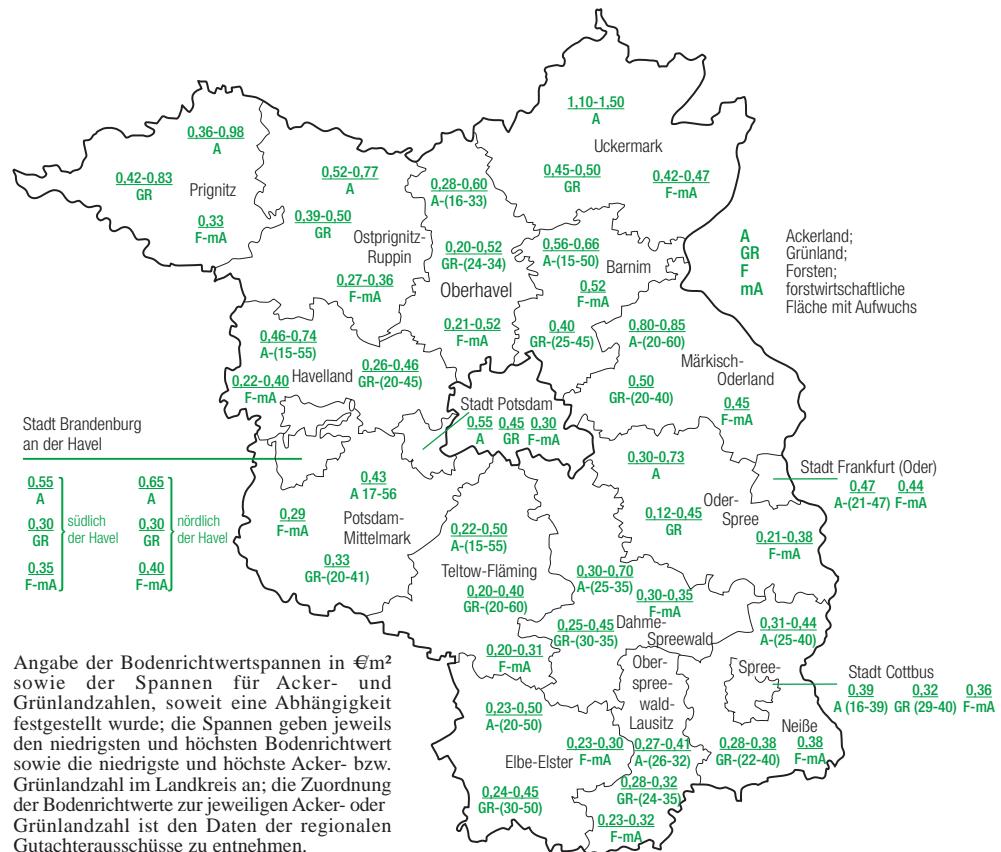 1,10-1,50
A
Uckermark
0,45-0,50
GR
0,42-0,47
F-mA
0,36-0,98
A
0,42-0,83
GR
Prignitz
0,33
F-mA
0,52-0,77
A
0,39-0,50
GR
Ostprignitz-
Ruppin
0,27-0,36
F-mA
0,28-0,60
A-(16-33)
0,20-0,52
GR-(24-34)
Oberhavel
0,21-0,52
F-mA
0,56-0,66
A-(15-50)
Barnim
0,52
F-mA
0,40
GR-(25-45)
A Ackerland;
GR Grünland;
F Forsten;
mA forstwirtschaftliche
Fläche mit Aufwuchs
0,80-0,85
A-(20-60)
Märkisch-
Oderland
0,50
GR-(20-40)
0,45
F-mA
0,46-0,74
A-(15-55)
0,22-0,40
F-mA
Havelland
0,26-0,46
GR-(20-45)
Stadt Potsdam
0,55 0,45 0,30
A GR F-mA
Stadt Brandenburg
an der Havel
0,55
A
0,30
GR
0,35
F-mA
südlich
der Havel
0,65
A
0,30
GR
0,40
F-mA
nördlich
der Havel
0,43
A 17-56
0,29
F-mA
Potsdam-
Mittelmark
0,33
GR-(20-41)
0,30-0,73
A
Oder-
Spree
0,12-0,45
GR
0,21-0,38
F-mA
Stadt Frankfurt (Oder)
0,47 0,44
A-(21-47) F-mA
0,22-0,50
A-(15-55)
Teltow-Fläming
0,20-0,40
GR-(20-60)
0,20-0,31
F-mA
0,30-0,70
A-(25-35)
0,30-0,35
F-mA
0,25-0,45
GR-(30-35)
Dahme-
Spreewald
0,31-0,44
A-(25-40)
Spree-
Neiße
0,28-0,38
GR-(22-40)
0,38
F-mA
Stadt Cottbus
0,39 0,32 0,36
A (16-39) GR (29-40) F-mA
Ober-
spree-
wald-
Lausitz
0,27-0,41
A-(26-32)
0,28-0,32
GR-(24-35)
0,23-0,32
F-mA
0,23-0,50
A-(20-50)
Elbe-Elster
0,23-0,30
F-mA
0,24-0,45
GR-(30-50)
Angabe der Bodenrichtwertspannen in €m²
sowie der Spannen für Acker- und
Grünlandzahlen, soweit eine Abhängigkeit
festgestellt wurde; die Spannen geben jeweils
den niedrigsten und höchsten Bodenrichtwert
sowie die niedrigste und höchste Acker- bzw.
Grünlandzahl im Landkreis an; die Zuordnung
der Bodenrichtwerte zur jeweiligen Acker- oder
Grünlandzahl ist den Daten der regionalen
Gutachterausschüsse zu entnehmen.